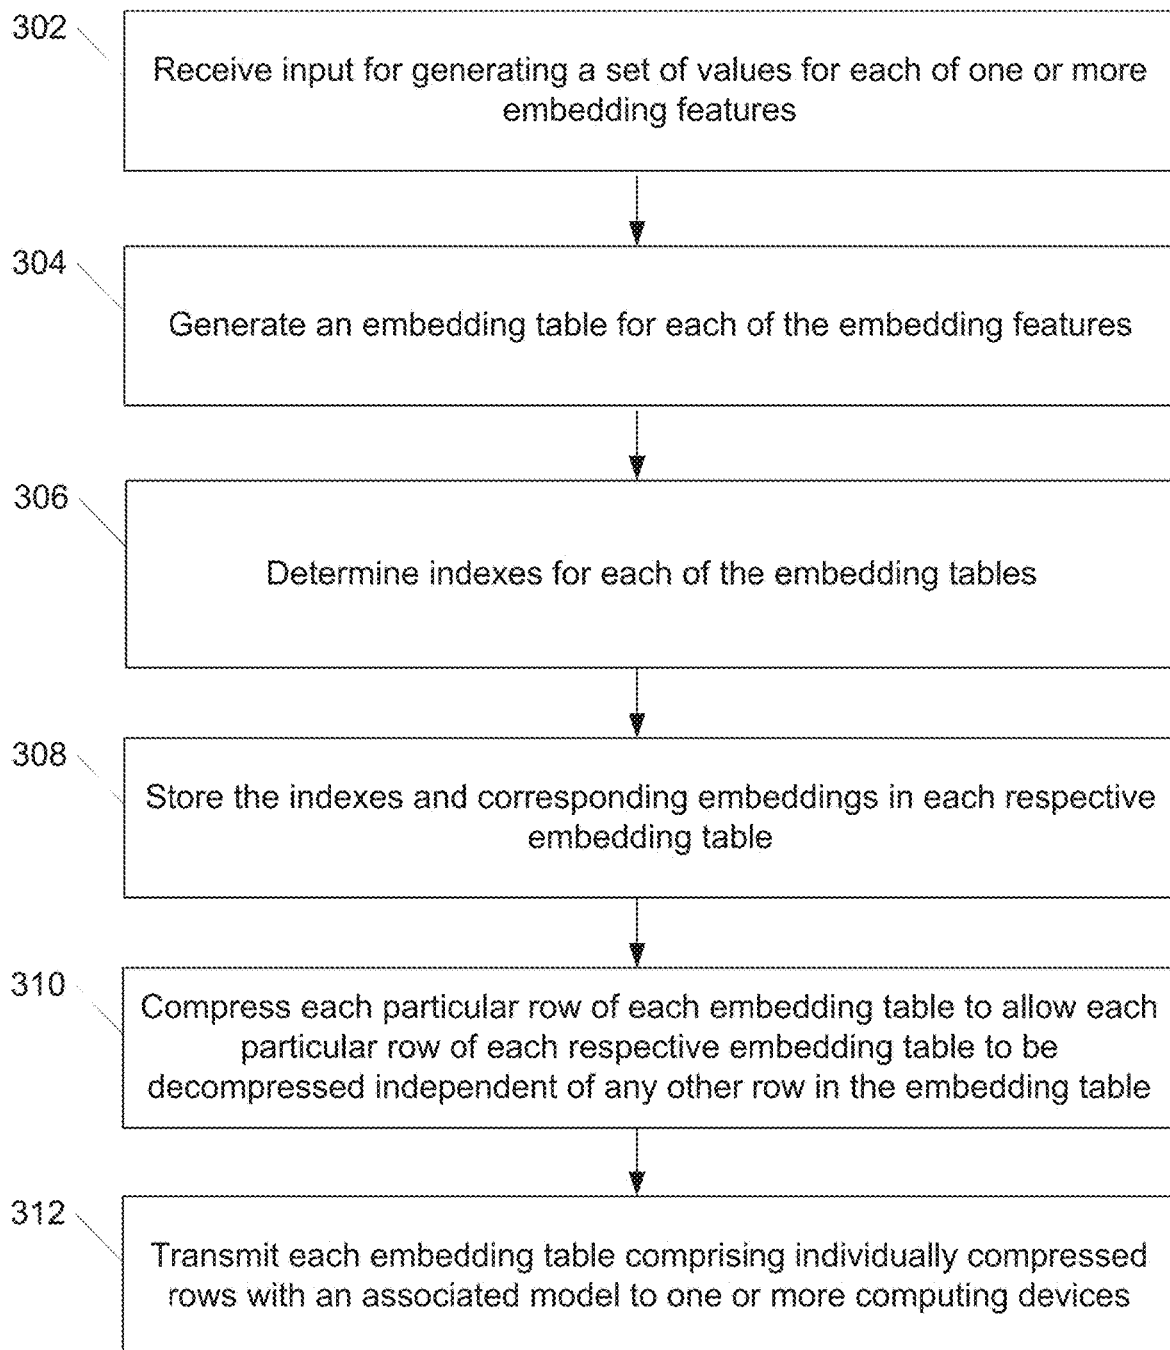 302
Receive input for generating a set of values for each of one or more
embedding features
304
Generate an embedding table for each of the embedding features
306
Determine indexes for each of the embedding tables
308
Store the indexes and corresponding embeddings in each respective
embedding table
310
Compress each particular row of each embedding table to allow each
particular row of each respective embedding table to be
decompressed independent of any other row in the embedding table
312
Transmit each embedding table comprising individually compressed
rows with an associated model to one or more computing devices